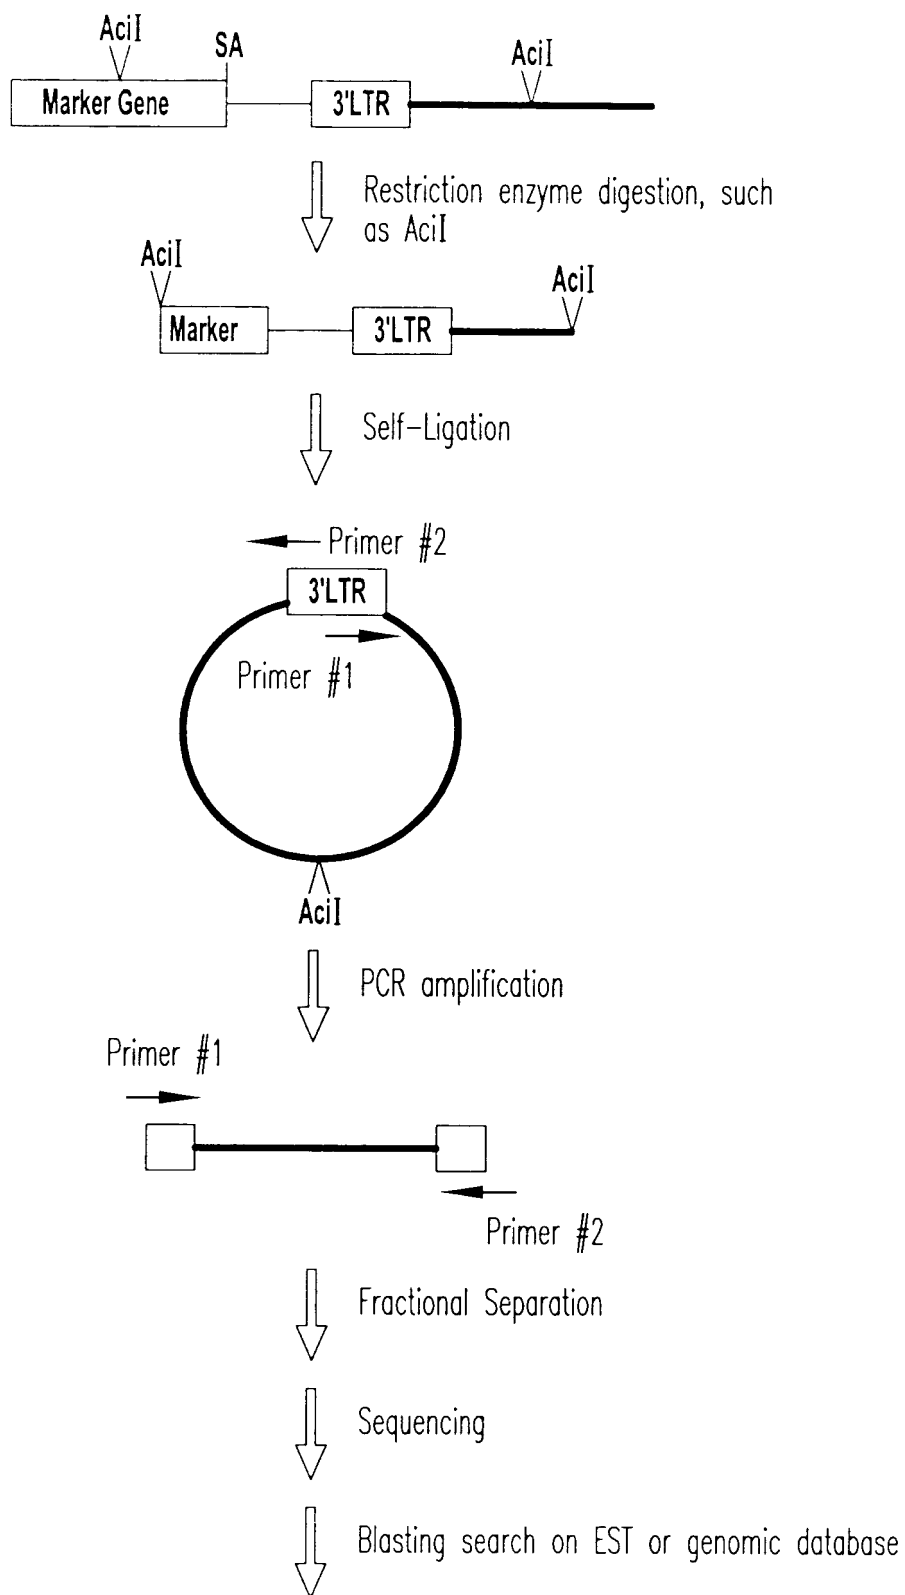 AciI
SA
AciI
Marker Gene
3'LTR
Restriction enzyme digestion, such
as AciI
AciI
AciI
Marker
3'LTR
Self-Ligation
Primer #2
3'LTR
Primer #1
AciI
PCR amplification
Primer #1
Primer #2
Fractional Separation
Sequencing
Blasting search on EST or genomic database